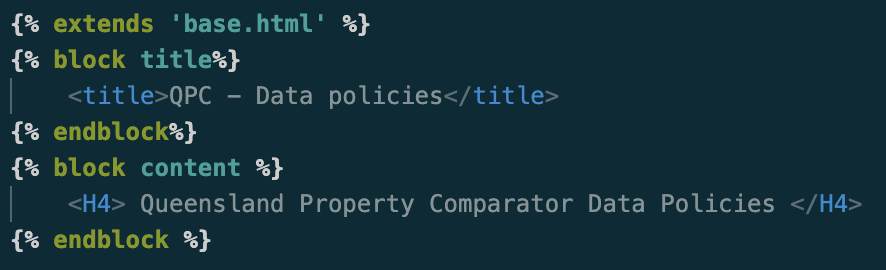 {% extends 'base.html' %}
{% block title%}
<title>QPC - Data policies</title>
{% endblock%}
{% block content %}
<H4> Queensland Property Comparator Data Policies </H4>
{% endblock %}